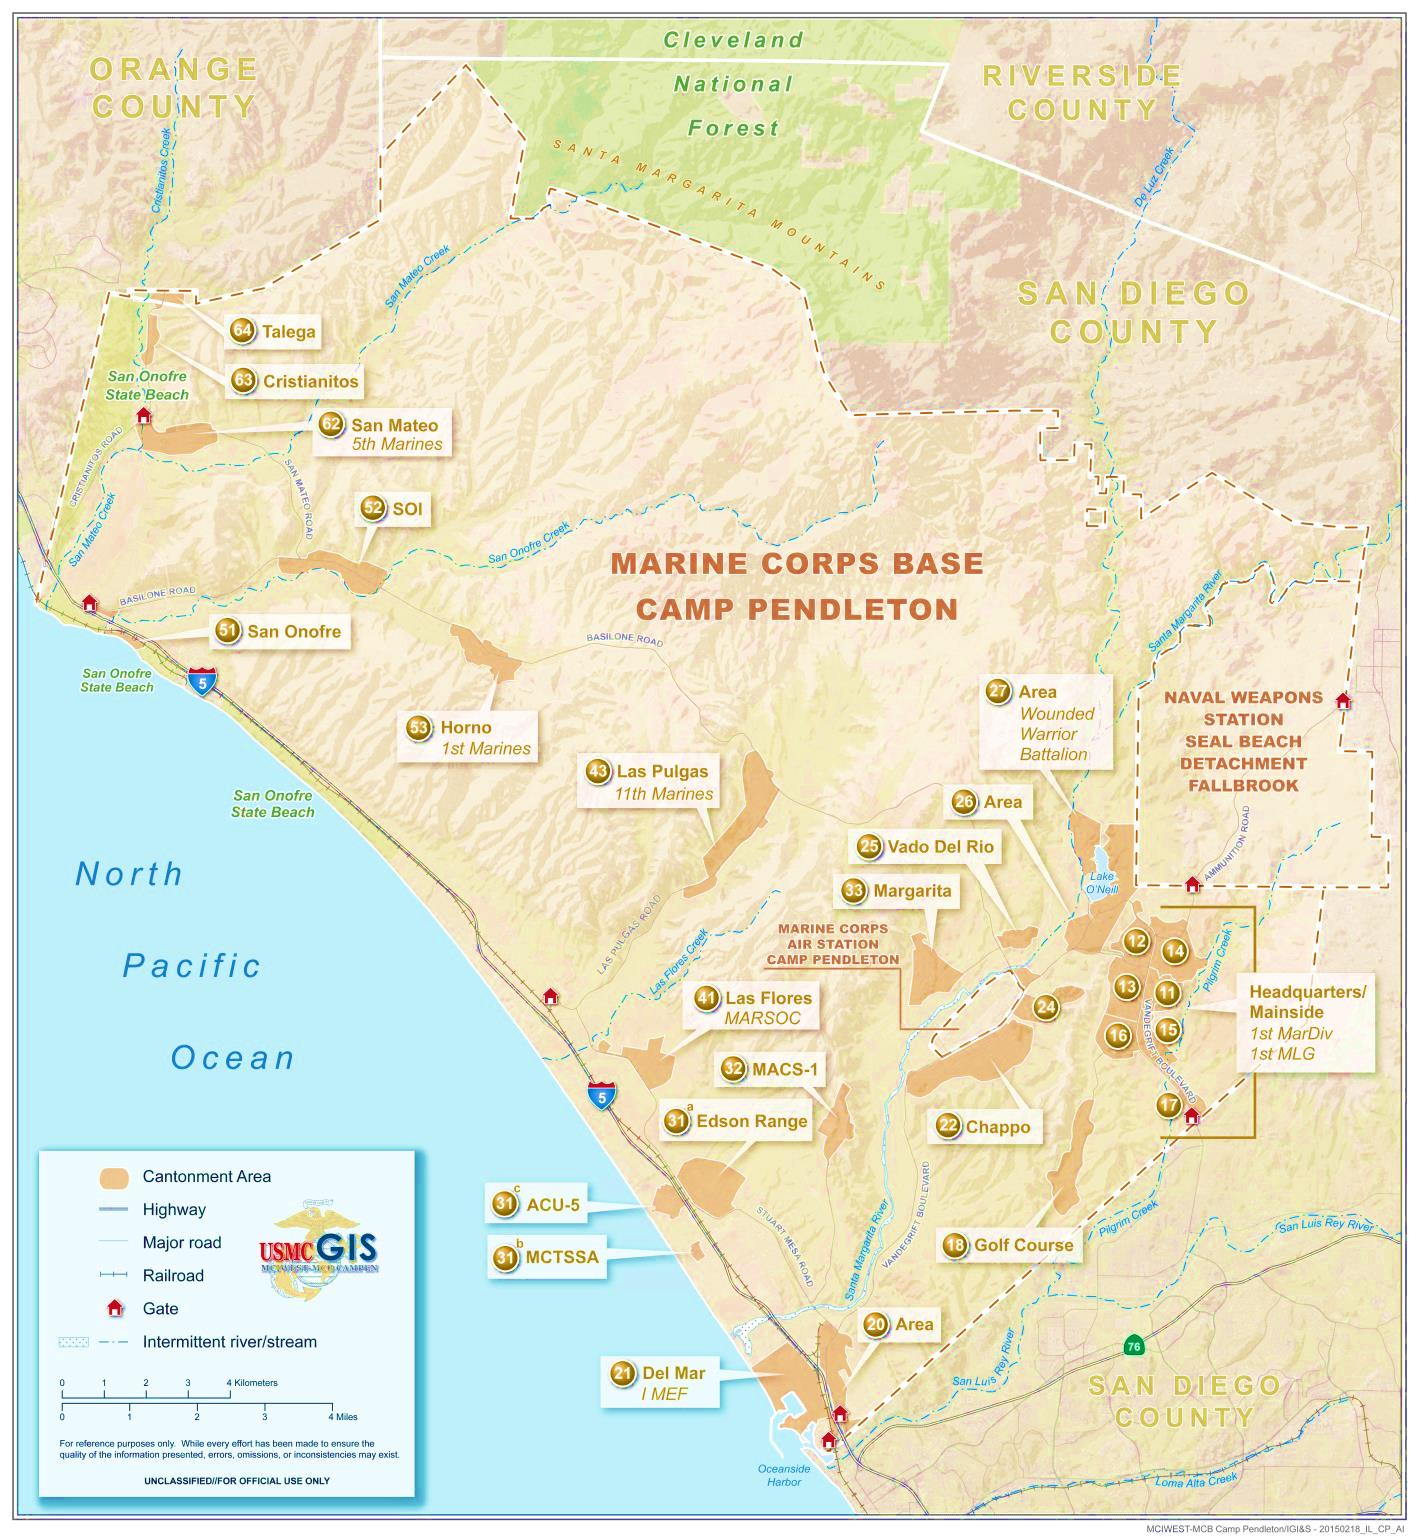 Cleveland
National
Forest
ORANGE
COUNTY
RIVERSIDE
COUNTY
SANTA MARGARITA MOUNTAINS
Cristianitos Creek
De Luz Creek
San Mateo Creek
SAN DIEGO
COUNTY
64 Talega
63 Cristianitos
San Onofre
State Beach
62 San Mateo
5th Marines
CRISTIANITOS ROAD
SAN MATEO ROAD
San Mateo Creek
52 SOI
San Onofre Creek
MARINE CORPS BASE
CAMP PENDLETON
BASILONE ROAD
51 San Onofre
San Onofre
State Beach
5
BASILONE ROAD
Santa Margarita River
53 Horno
1st Marines
27 Area
Wounded
Warrior
Battalion
NAVAL WEAPONS
STATION
SEAL BEACH
DETACHMENT
FALLBROOK
43 Las Pulgas
11th Marines
San Onofre
State Beach
26 Area
25 Vado Del Rio
AMMUNITION ROAD
Lake
O'Neill
33 Margarita
North
Pacific
Ocean
LAS PULGAS ROAD
Las Flores Creek
MARINE CORPS
AIR STATION
CAMP PENDLETON
12
14
13
11
24
16
15
17
Pilgrim Creek
VANDEGRIFT BOULEVARD
Headquarters/
Mainside
1st MarDiv
1st MLG
41 Las Flores
MARSOC
32 MACS-1
5
31 a Edson Range
22 Chappo
31 c ACU-5
31 b MCTSSA
STUART MESA ROAD
Santa Margarita River
VANDEGRIFT BOULEVARD
18 Golf Course
Pilgrim Creek
San Luis Rey River
20 Area
21 Del Mar
I MEF
San Luis Rey River
76
SAN DIEGO
COUNTY
Oceanside
Harbor
Loma Alta Creek
Cantonment Area
Highway
Major road
Railroad
Gate
Intermittent river/stream
USMC GIS
MCIWEST-MCB CAMPEN
0 1 2 3 4 Kilometers
0 1 2 3 4 Miles
For reference purposes only. While every effort has been made to ensure the
quality of the information presented, errors, omissions, or inconsistencies may exist.
UNCLASSIFIED//FOR OFFICIAL USE ONLY
MCIWEST-MCB Camp Pendleton/IGI&S - 20150218_IL_CP_AI